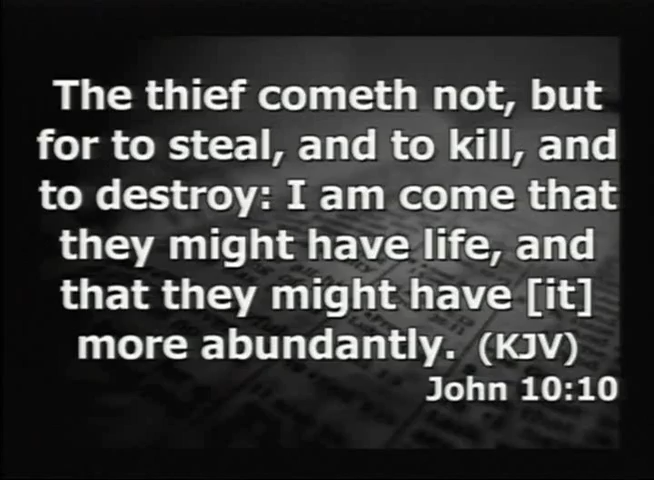 The thief cometh not, but
for to steal, and to kill, and
to destroy: I am come that
they might have life, and
that they might have [it]
more abundantly. (KJV)
John 10:10